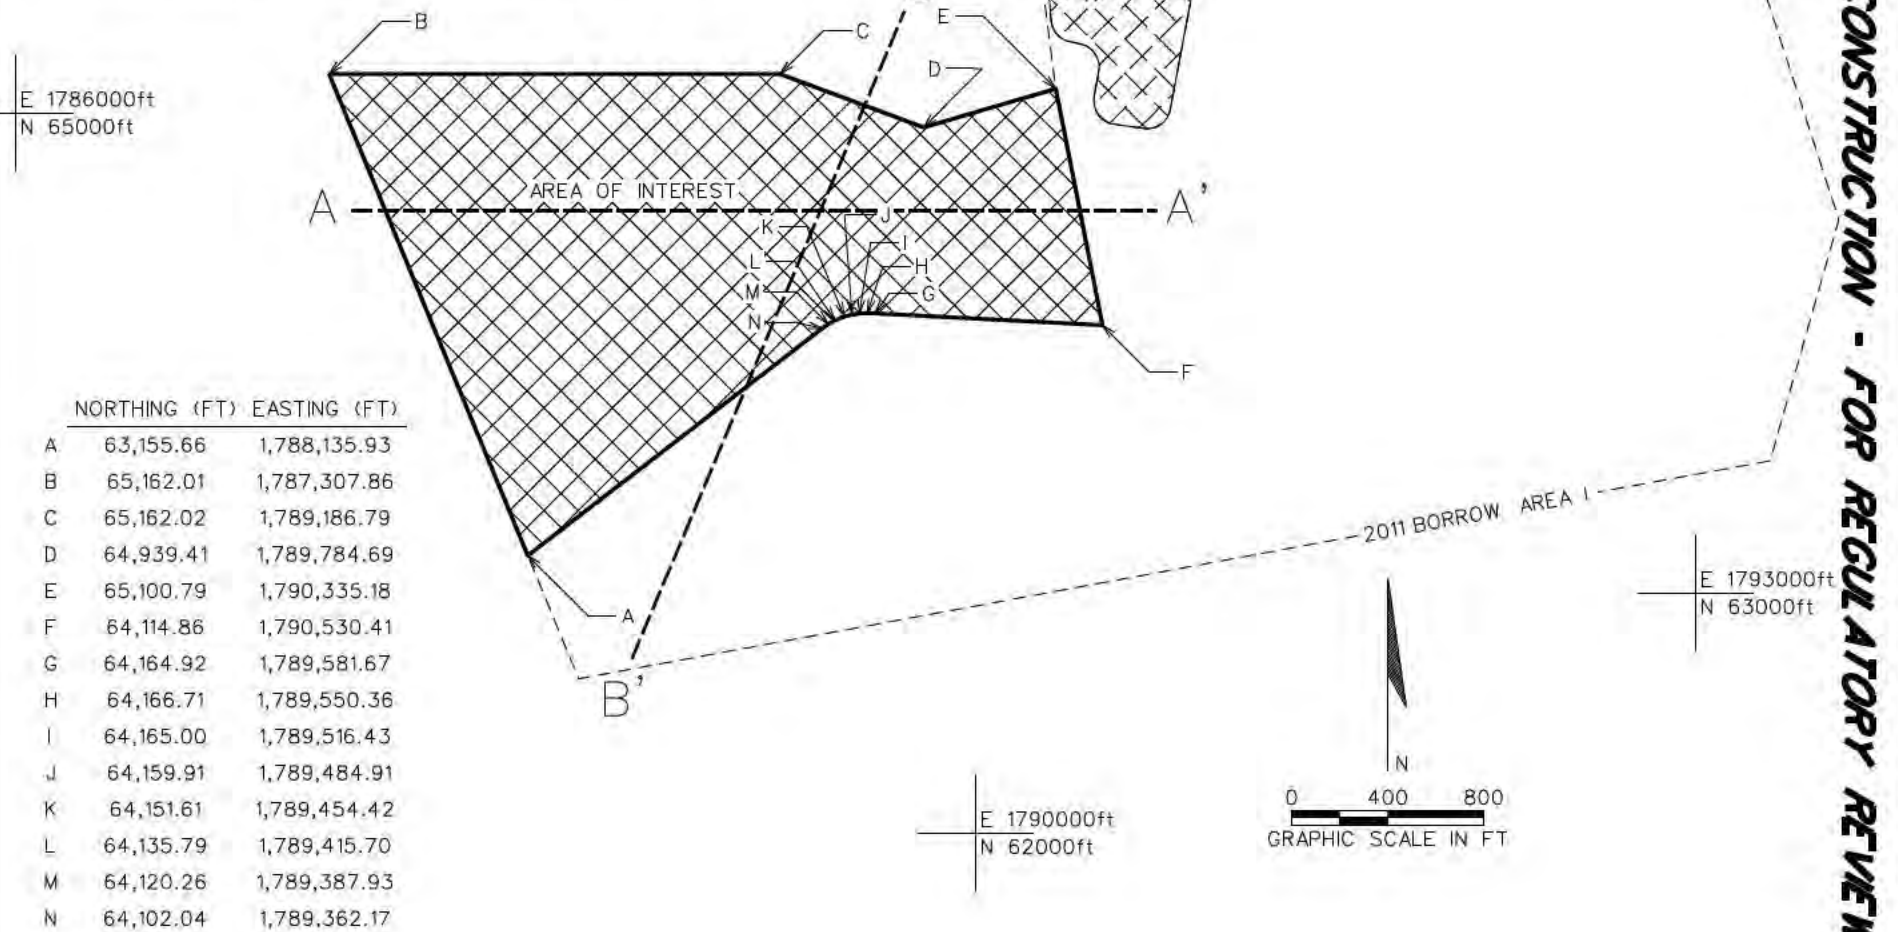 B
C
E
D
E 1786000ft
N 65000ft
A
AREA OF INTEREST
A'
J
K
I
L
H
M
G
N
F
NORTHING (FT) EASTING (FT)
A 63,155.66 1,788,135.93
B 65,162.01 1,787,307.86
C 65,162.02 1,789,186.79
D 64,939.41 1,789,784.69
E 65,100.79 1,790,335.18
F 64,114.86 1,790,530.41
G 64,164.92 1,789,581.67
H 64,166.71 1,789,550.36
I 64,165.00 1,789,516.43
J 64,159.91 1,789,484.91
K 64,151.61 1,789,454.42
L 64,135.79 1,789,415.70
M 64,120.26 1,789,387.93
N 64,102.04 1,789,362.17
A
B'
2011 BORROW AREA 1
E 1793000ft
N 63000ft
N
E 1790000ft
N 62000ft
0 400 800
GRAPHIC SCALE IN FT
CONSTRUCTION - FOR REGULATORY REVIEW